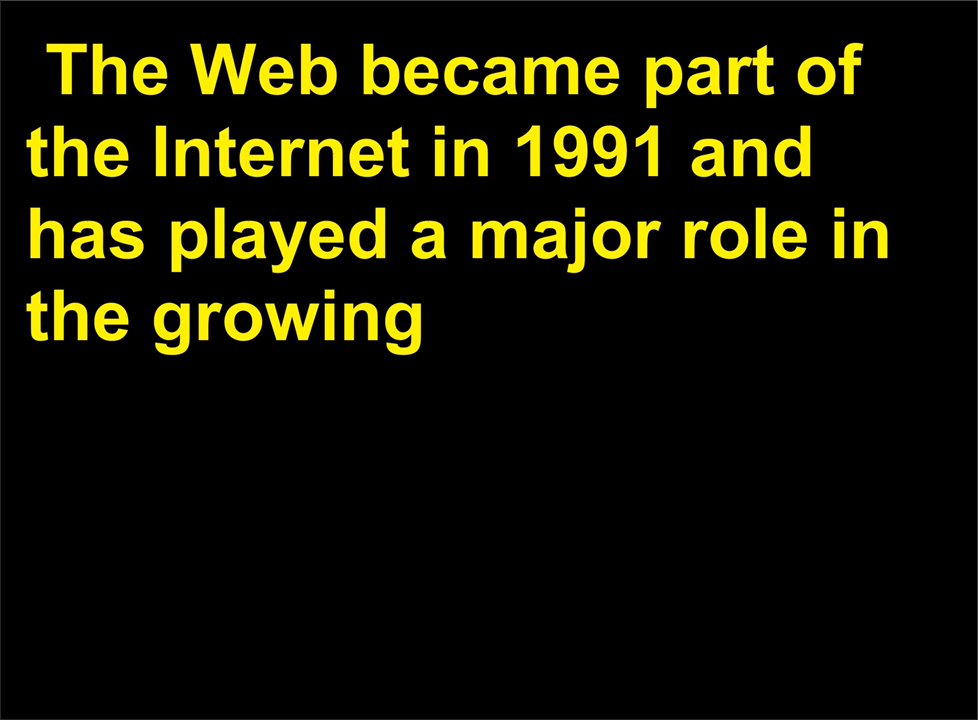 The Web became part of
the Internet in 1991 and
has played a major role in
the growing